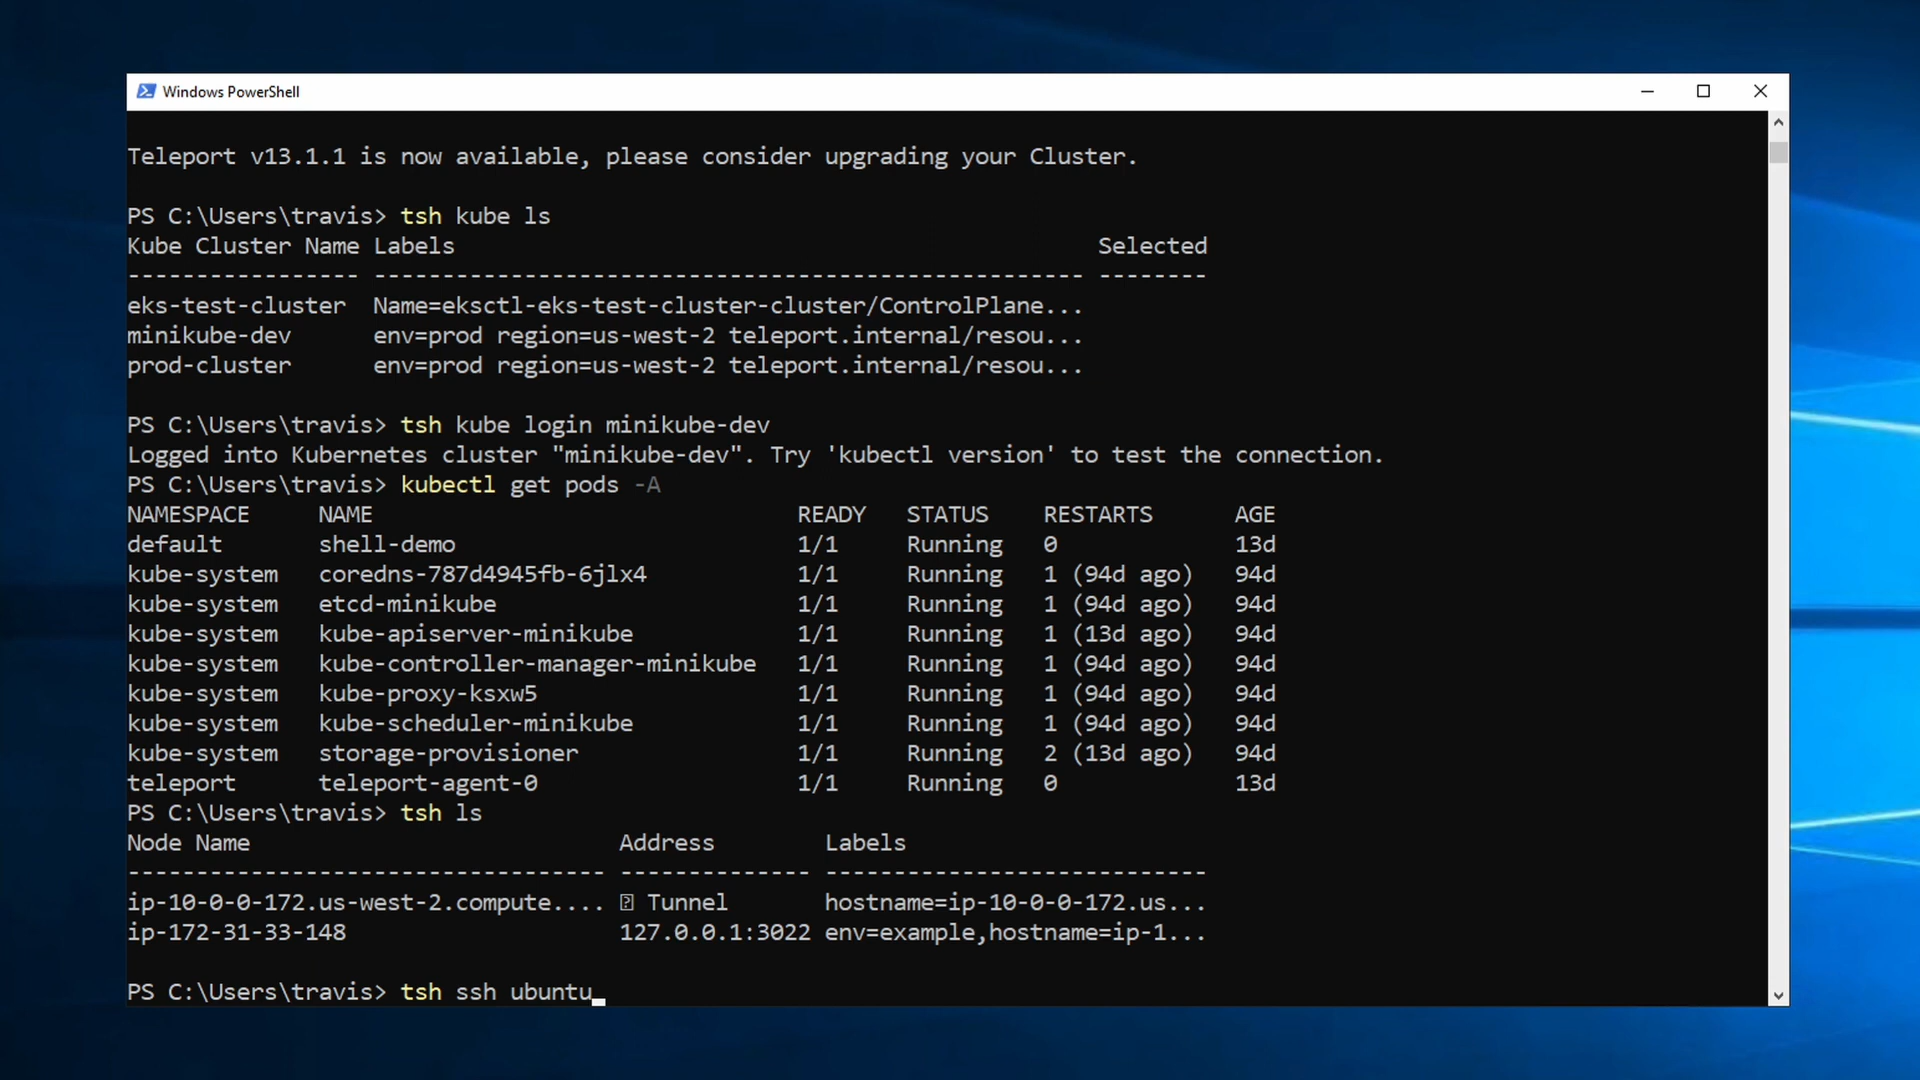 Windows PowerShell
Teleport v13.1.1 is now available, please consider upgrading your Cluster.
PS C:\Users\travis> tsh kube ls
Kube Cluster Name Labels                                               Selected
----------------- ---------------------------------------------------- --------
eks-test-cluster  Name=eksctl-eks-test-cluster-cluster/ControlPlane...
minikube-dev      env=prod region=us-west-2 teleport.internal/resou...
prod-cluster      env=prod region=us-west-2 teleport.internal/resou...
PS C:\Users\travis> tsh kube login minikube-dev
Logged into Kubernetes cluster "minikube-dev". Try 'kubectl version' to test the connection.
PS C:\Users\travis> kubectl get pods -A
NAMESPACE     NAME                               READY   STATUS    RESTARTS      AGE
default       shell-demo                         1/1     Running   0             13d
kube-system   coredns-787d4945fb-6jlx4           1/1     Running   1 (94d ago)   94d
kube-system   etcd-minikube                      1/1     Running   1 (94d ago)   94d
kube-system   kube-apiserver-minikube            1/1     Running   1 (13d ago)   94d
kube-system   kube-controller-manager-minikube   1/1     Running   1 (94d ago)   94d
kube-system   kube-proxy-ksxw5                   1/1     Running   1 (94d ago)   94d
kube-system   kube-scheduler-minikube            1/1     Running   1 (94d ago)   94d
kube-system   storage-provisioner                1/1     Running   2 (13d ago)   94d
teleport      teleport-agent-0                   1/1     Running   0             13d
PS C:\Users\travis> tsh ls
Node Name                           Address        Labels
----------------------------------- -------------- ----------------------------
ip-10-0-0-172.us-west-2.compute.... ⍰ Tunnel       hostname=ip-10-0-0-172.us...
ip-172-31-33-148                    127.0.0.1:3022 env=example,hostname=ip-1...
PS C:\Users\travis> tsh ssh ubuntu